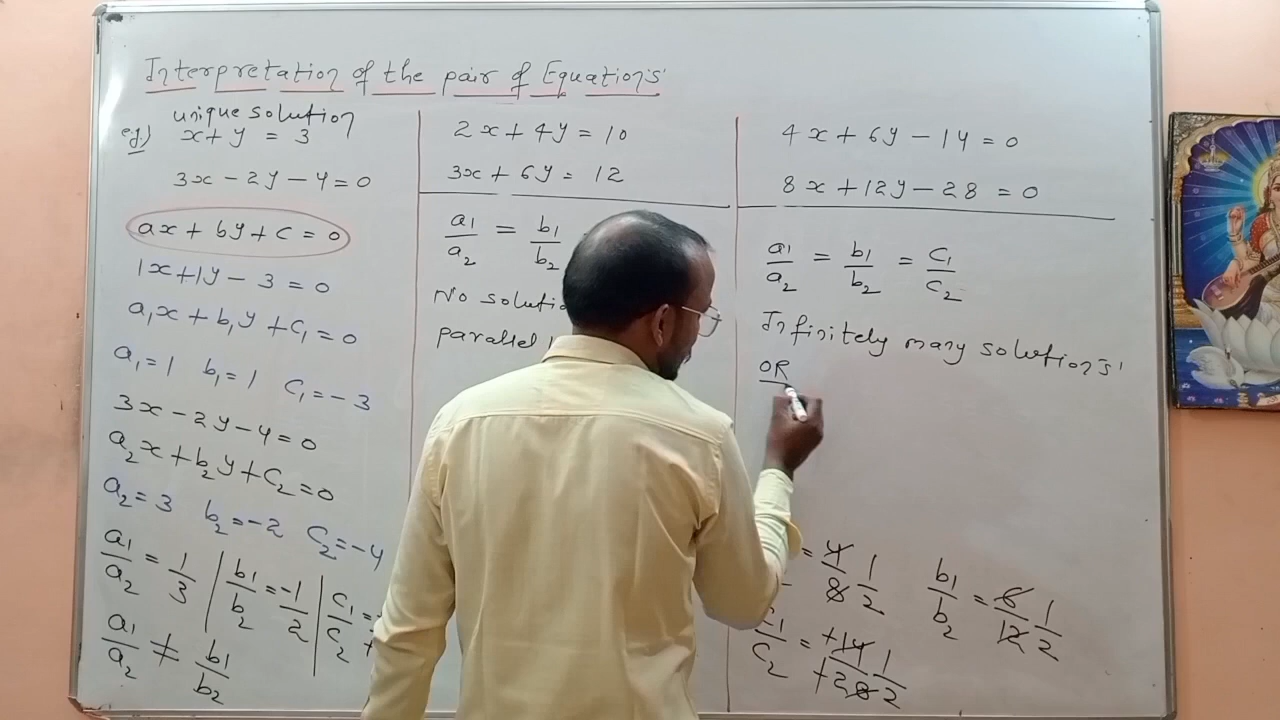 Interpretation of the pair of Equations
unique solution
eg.) x + y = 3
3x - 2y - 4 = 0
ax + by + c = 0
1x + 1y - 3 = 0
a₁x + b₁y + c₁ = 0
a₁ = 1 b₁ = 1 c₁ = -3
3x - 2y - 4 = 0
a₂x + b₂y + c₂ = 0
a₂ = 3 b₂ = -2 c₂ = -4
a₁/a₂ = 1/3 | b₁/b₂ = -1/2 | c₁/c₂ =
a₁/a₂ ≠ b₁/b₂
2x + 4y = 10
3x + 6y = 12
a₁/a₂ = b₁/b₂
No
parallel
4x + 6y - 14 = 0
8x + 12y - 28 = 0
a₁/a₂ = b₁/b₂ = c₁/c₂
Infinitely many solutions
OR
= 4/8 1/2 b₁/b₂ = 6/12 1/2
c₁/c₂ = +14/+28 1/2